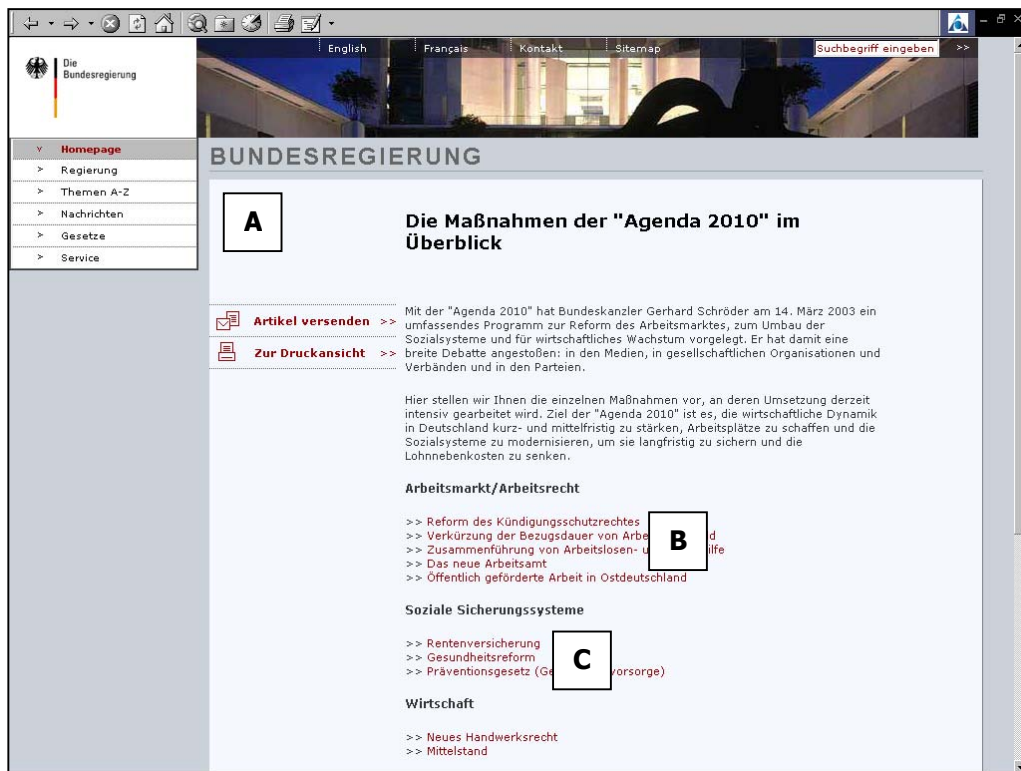 English Français Kontakt Sitemap Suchbegriff eingeben >>
Die
Bundesregierung
Homepage
> Regierung
> Themen A-Z
> Nachrichten
> Gesetze
> Service
BUNDESREGIERUNG
A
Die Maßnahmen der "Agenda 2010" im
Überblick
Artikel versenden >>
Zur Druckansicht >>
Mit der "Agenda 2010" hat Bundeskanzler Gerhard Schröder am 14. März 2003 ein
umfassendes Programm zur Reform des Arbeitsmarktes, zum Umbau der
Sozialsysteme und für wirtschaftliches Wachstum vorgelegt. Er hat damit eine
breite Debatte angestoßen: in den Medien, in gesellschaftlichen Organisationen und
Verbänden und in den Parteien.
Hier stellen wir Ihnen die einzelnen Maßnahmen vor, an deren Umsetzung derzeit
intensiv gearbeitet wird. Ziel der "Agenda 2010" ist es, die wirtschaftliche Dynamik
in Deutschland kurz- und mittelfristig zu stärken, Arbeitsplätze zu schaffen und die
Sozialsysteme zu modernisieren, um sie langfristig zu sichern und die
Lohnnebenkosten zu senken.
Arbeitsmarkt/Arbeitsrecht
>> Reform des Kündigungsschutzrechtes
>> Verkürzung der Bezugsdauer von
>> Zusammenführung von Arbeitslosen-
>> Das neue Arbeitsamt
>> Öffentlich geförderte Arbeit in Ostdeutschland
B
Soziale Sicherungssysteme
>> Rentenversicherung
>> Gesundheitsreform
>> Präventionsgesetz
C
Wirtschaft
>> Neues Handwerksrecht
>> Mittelstand